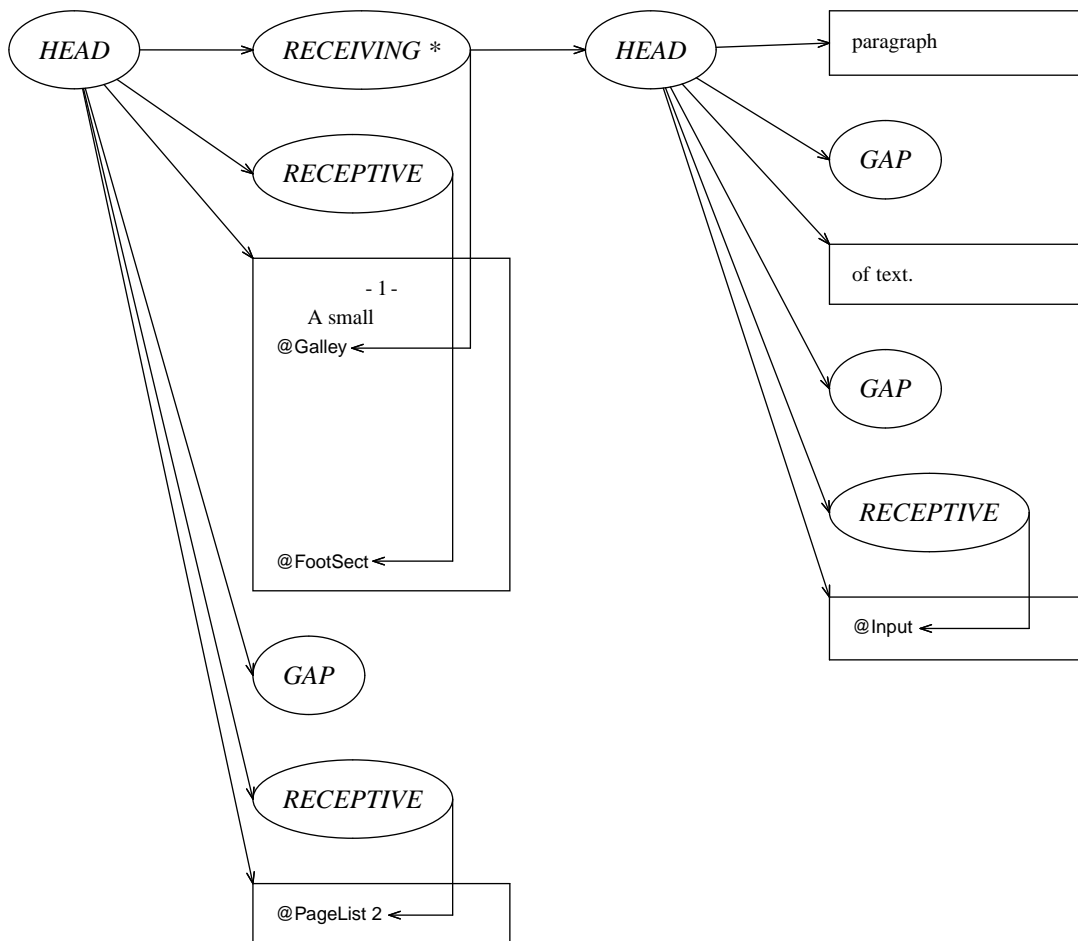 HEAD
RECEIVING *
HEAD
paragraph
RECEPTIVE
GAP
- 1 -
A small
@Galley
of text.
GAP
@FootSect
RECEPTIVE
@Input
GAP
RECEPTIVE
@PageList 2